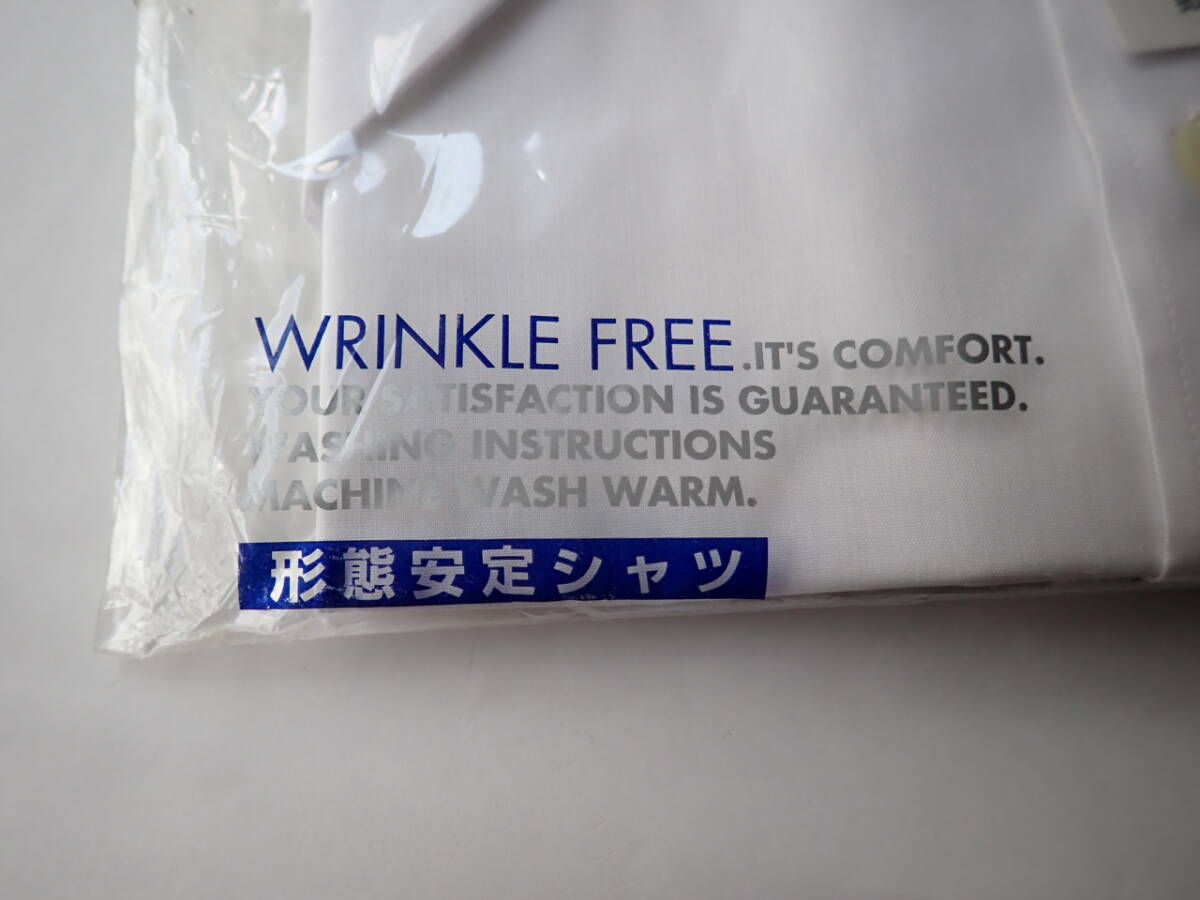 WRINKLE FREE.IT'S COMFORT.
YOUR SATISFACTION IS GUARANTEED.
WASHING INSTRUCTIONS
MACHINE WASH WARM.
形態安定シャツ